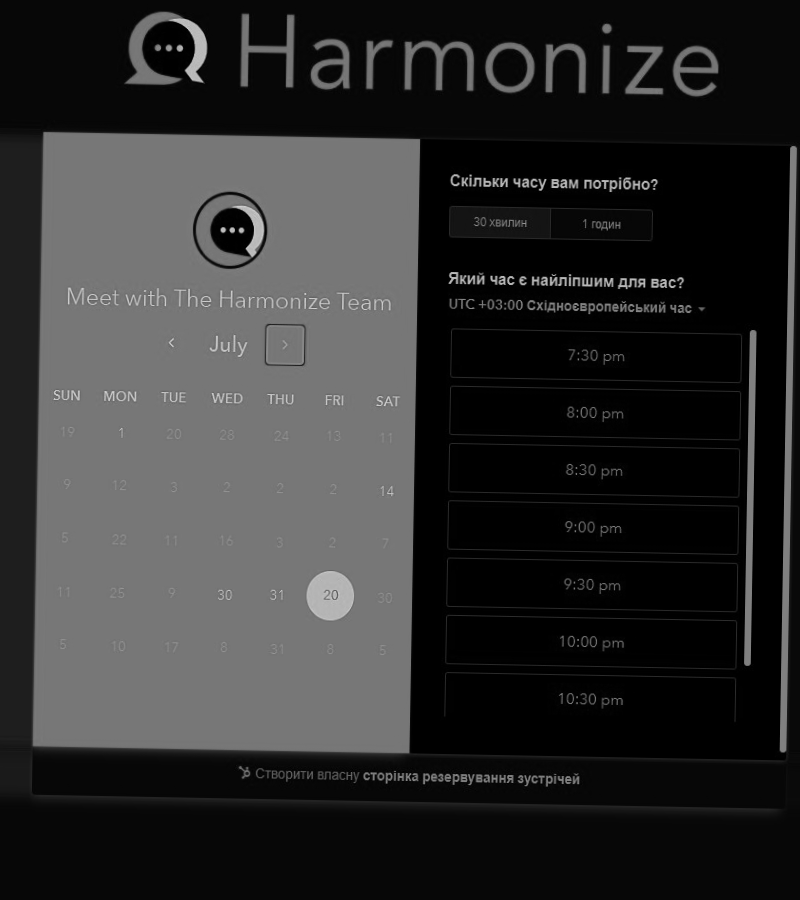 Harmonize
Meet with The Harmonize Team
July
SUN MON TUE WED THU FRI SAT
19 1 20 28 24 13 11
9 12 3 2 2 2 14
5 22 11 16 3 2 7
11 25 9 30 31 20 30
5 10 17 8 31 8 5
Скільки часу вам потрібно?
30 хвилин 1 годин
Який час є найліпшим для вас?
UTC +03:00 Східноєвропейський час
7:30 pm
8:00 pm
8:30 pm
9:00 pm
9:30 pm
10:00 pm
10:30 pm
Створити власну сторінка резервування зустрічей